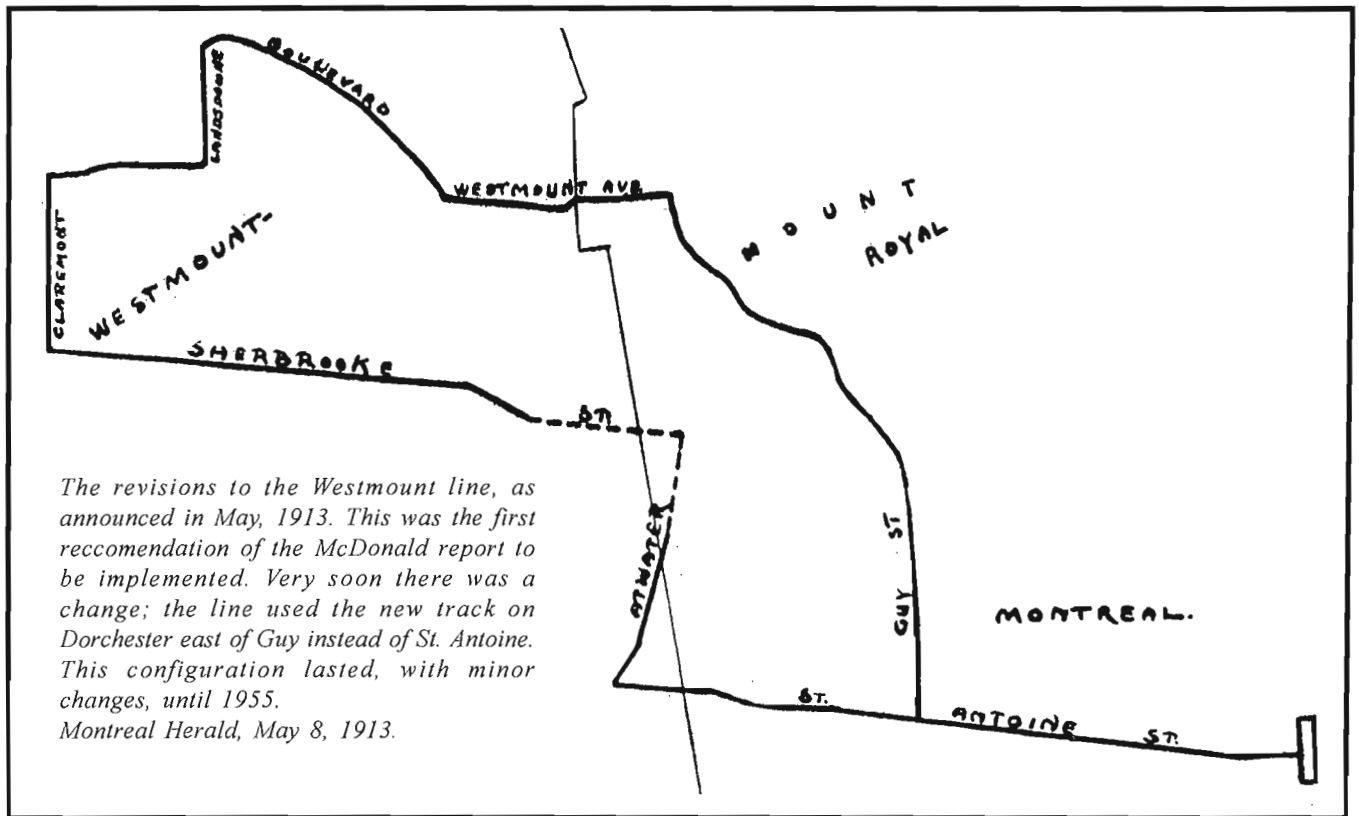 BOULEVARD
LANDSDOWNE
WESTMOUNT AVE
MOUNT
ROYAL
CLAREMONT
WESTMOUNT-
SHERBROOKE
ST.
ATWATER
GUY ST
MONTREAL.
ST.
ANTOINE
ST.
The revisions to the Westmount line, as
announced in May, 1913. This was the first
reccomendation of the McDonald report to
be implemented. Very soon there was a
change; the line used the new track on
Dorchester east of Guy instead of St. Antoine.
This configuration lasted, with minor
changes, until 1955.
Montreal Herald, May 8, 1913.